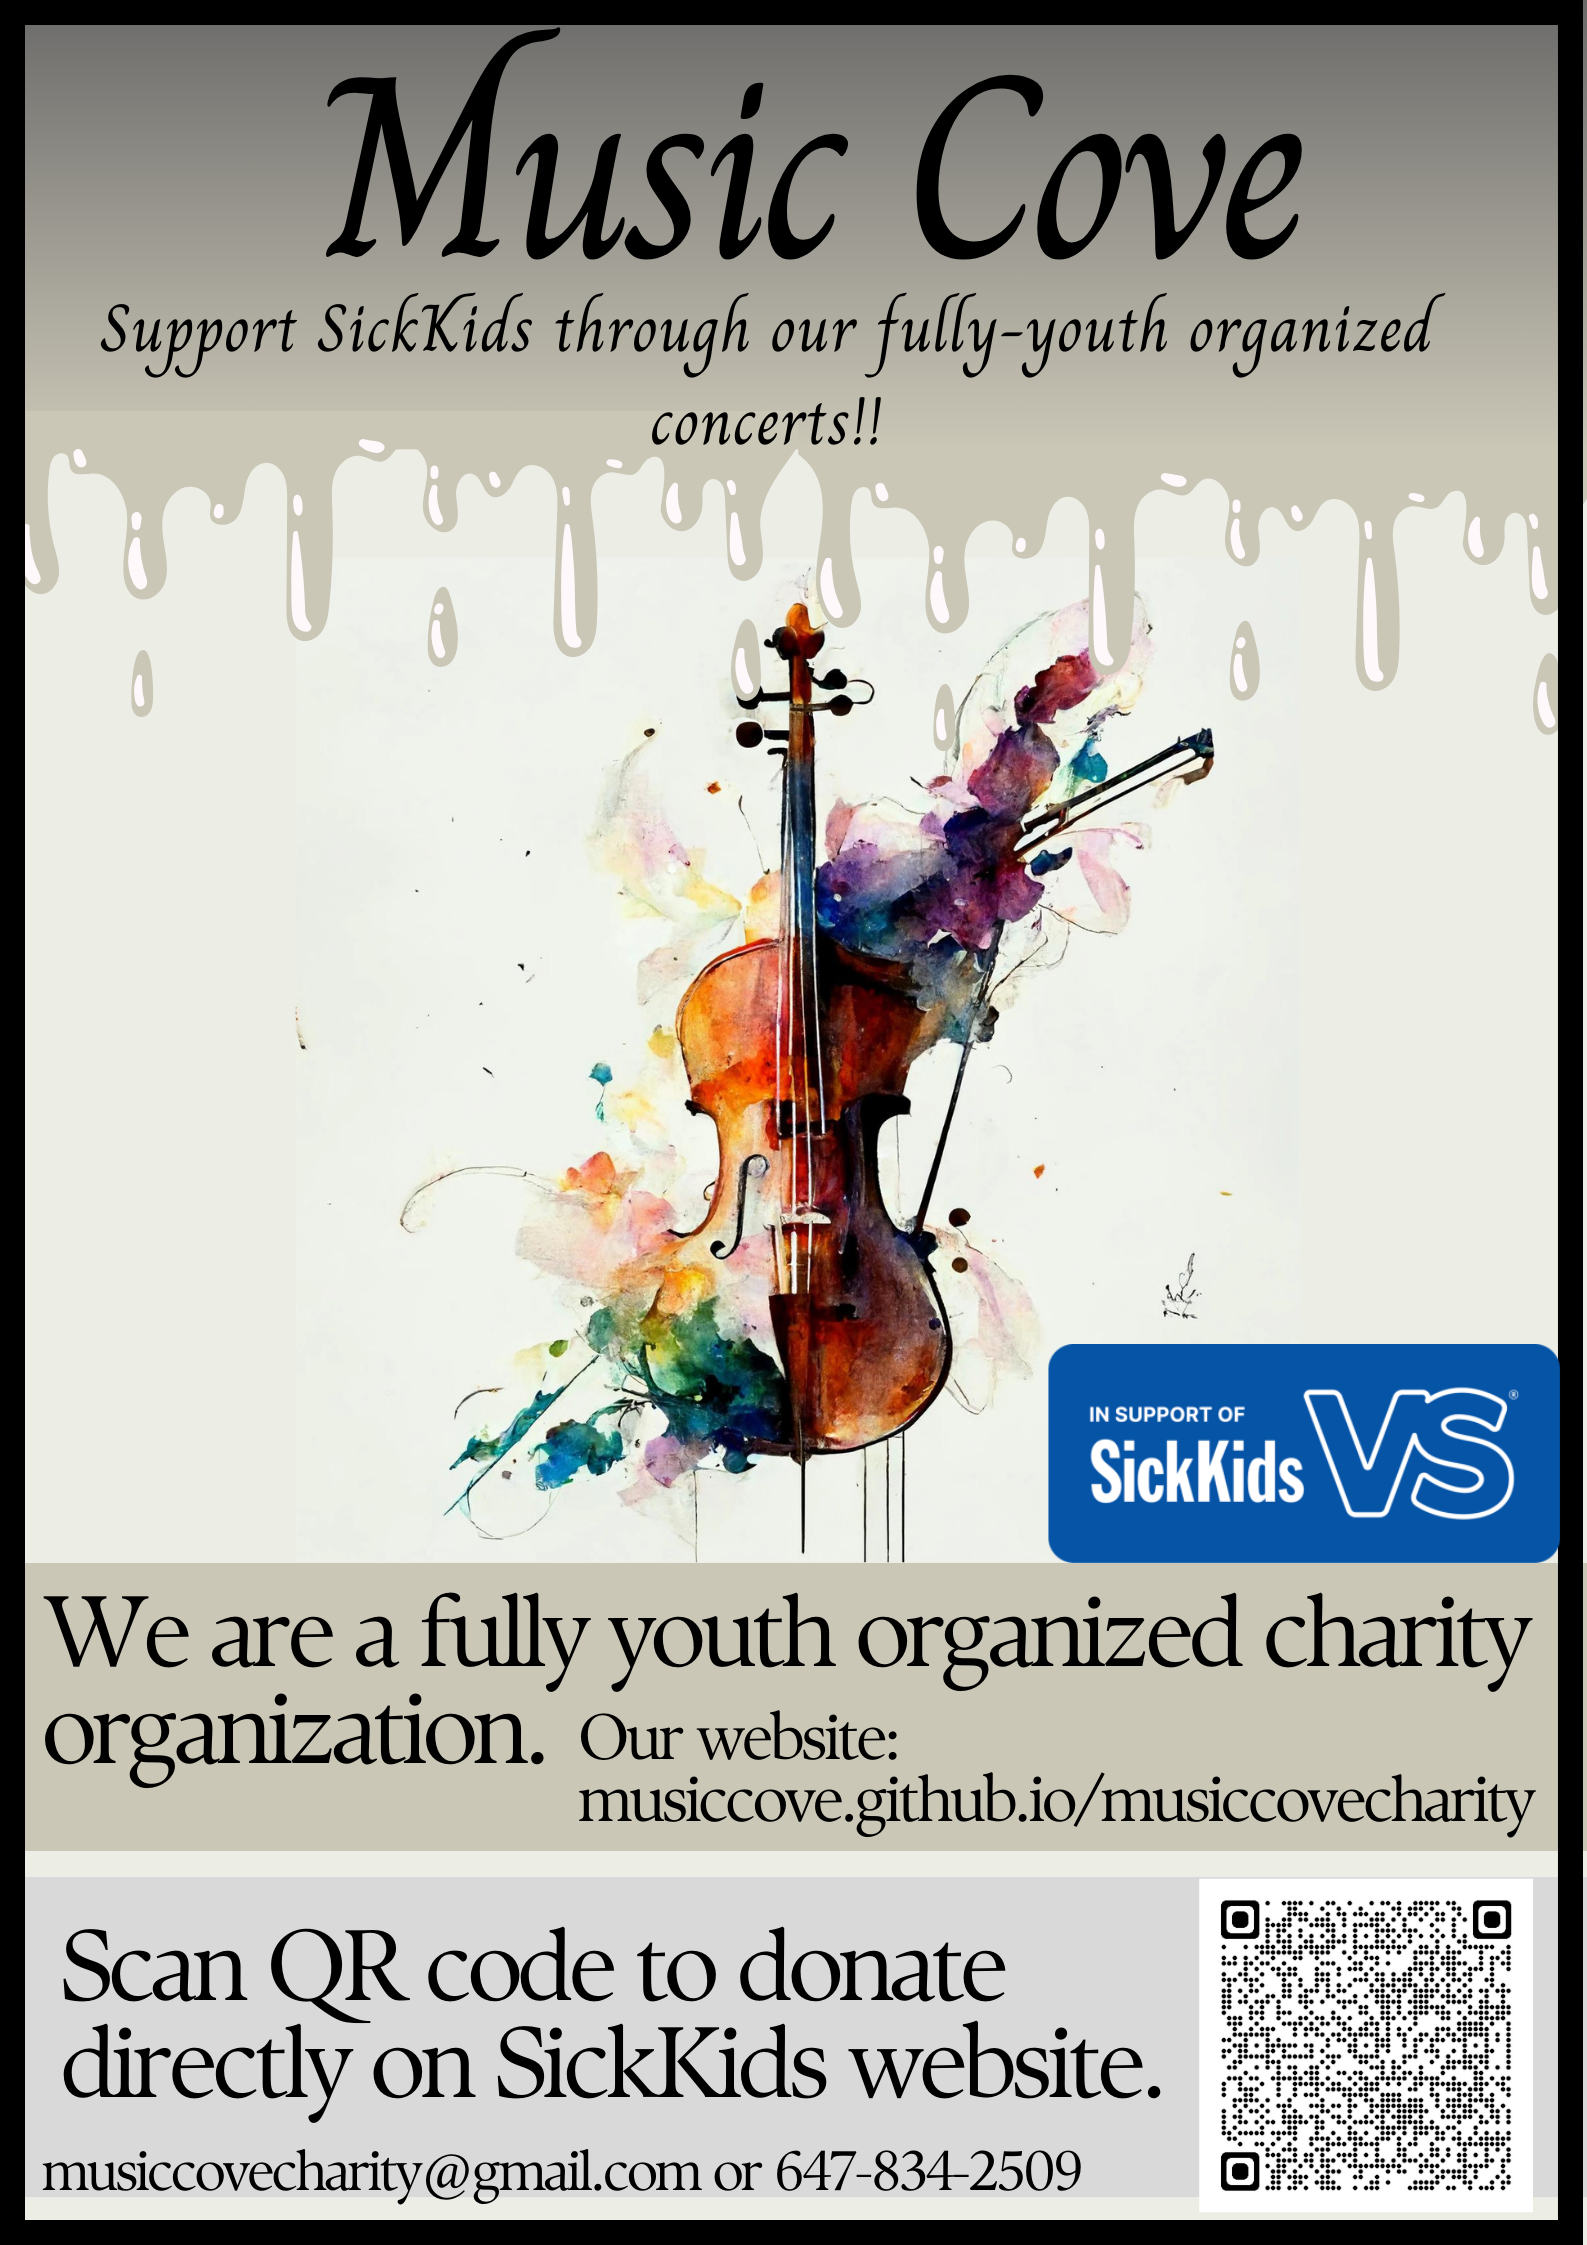 Music Cove
Support SickKids through our fully-youth organized
concerts!!
IN SUPPORT OF
SickKids VS®
We are a fully youth organized charity
organization.
Our website:
musiccove.github.io/musiccovecharity
Scan QR code to donate
directly on SickKids website.
musiccovecharity@gmail.com or 647-834-2509